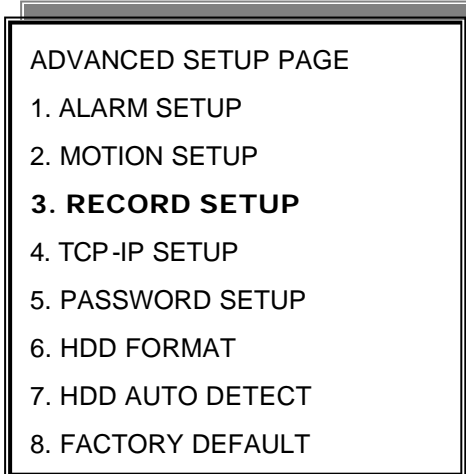 ADVANCED SETUP PAGE
1. ALARM SETUP
2. MOTION SETUP
3. RECORD SETUP
4. TCP-IP SETUP
5. PASSWORD SETUP
6. HDD FORMAT
7. HDD AUTO DETECT
8. FACTORY DEFAULT